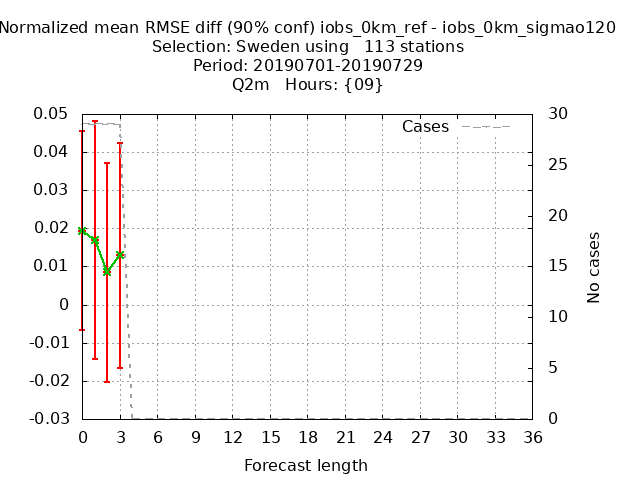 Normalized mean RMSE diff (90% conf) iobs_0km_ref - iobs_0km_sigmao120
Selection: Sweden using   113 stations
Period: 20190701-20190729
Q2m   Hours: {09}
Cases
0.05
0.04
0.03
0.02
0.01
0
-0.01
-0.02
-0.03
30
25
20
15
10
5
0
No cases
0 3 6 9 12 15 18 21 24 27 30 33 36
Forecast length